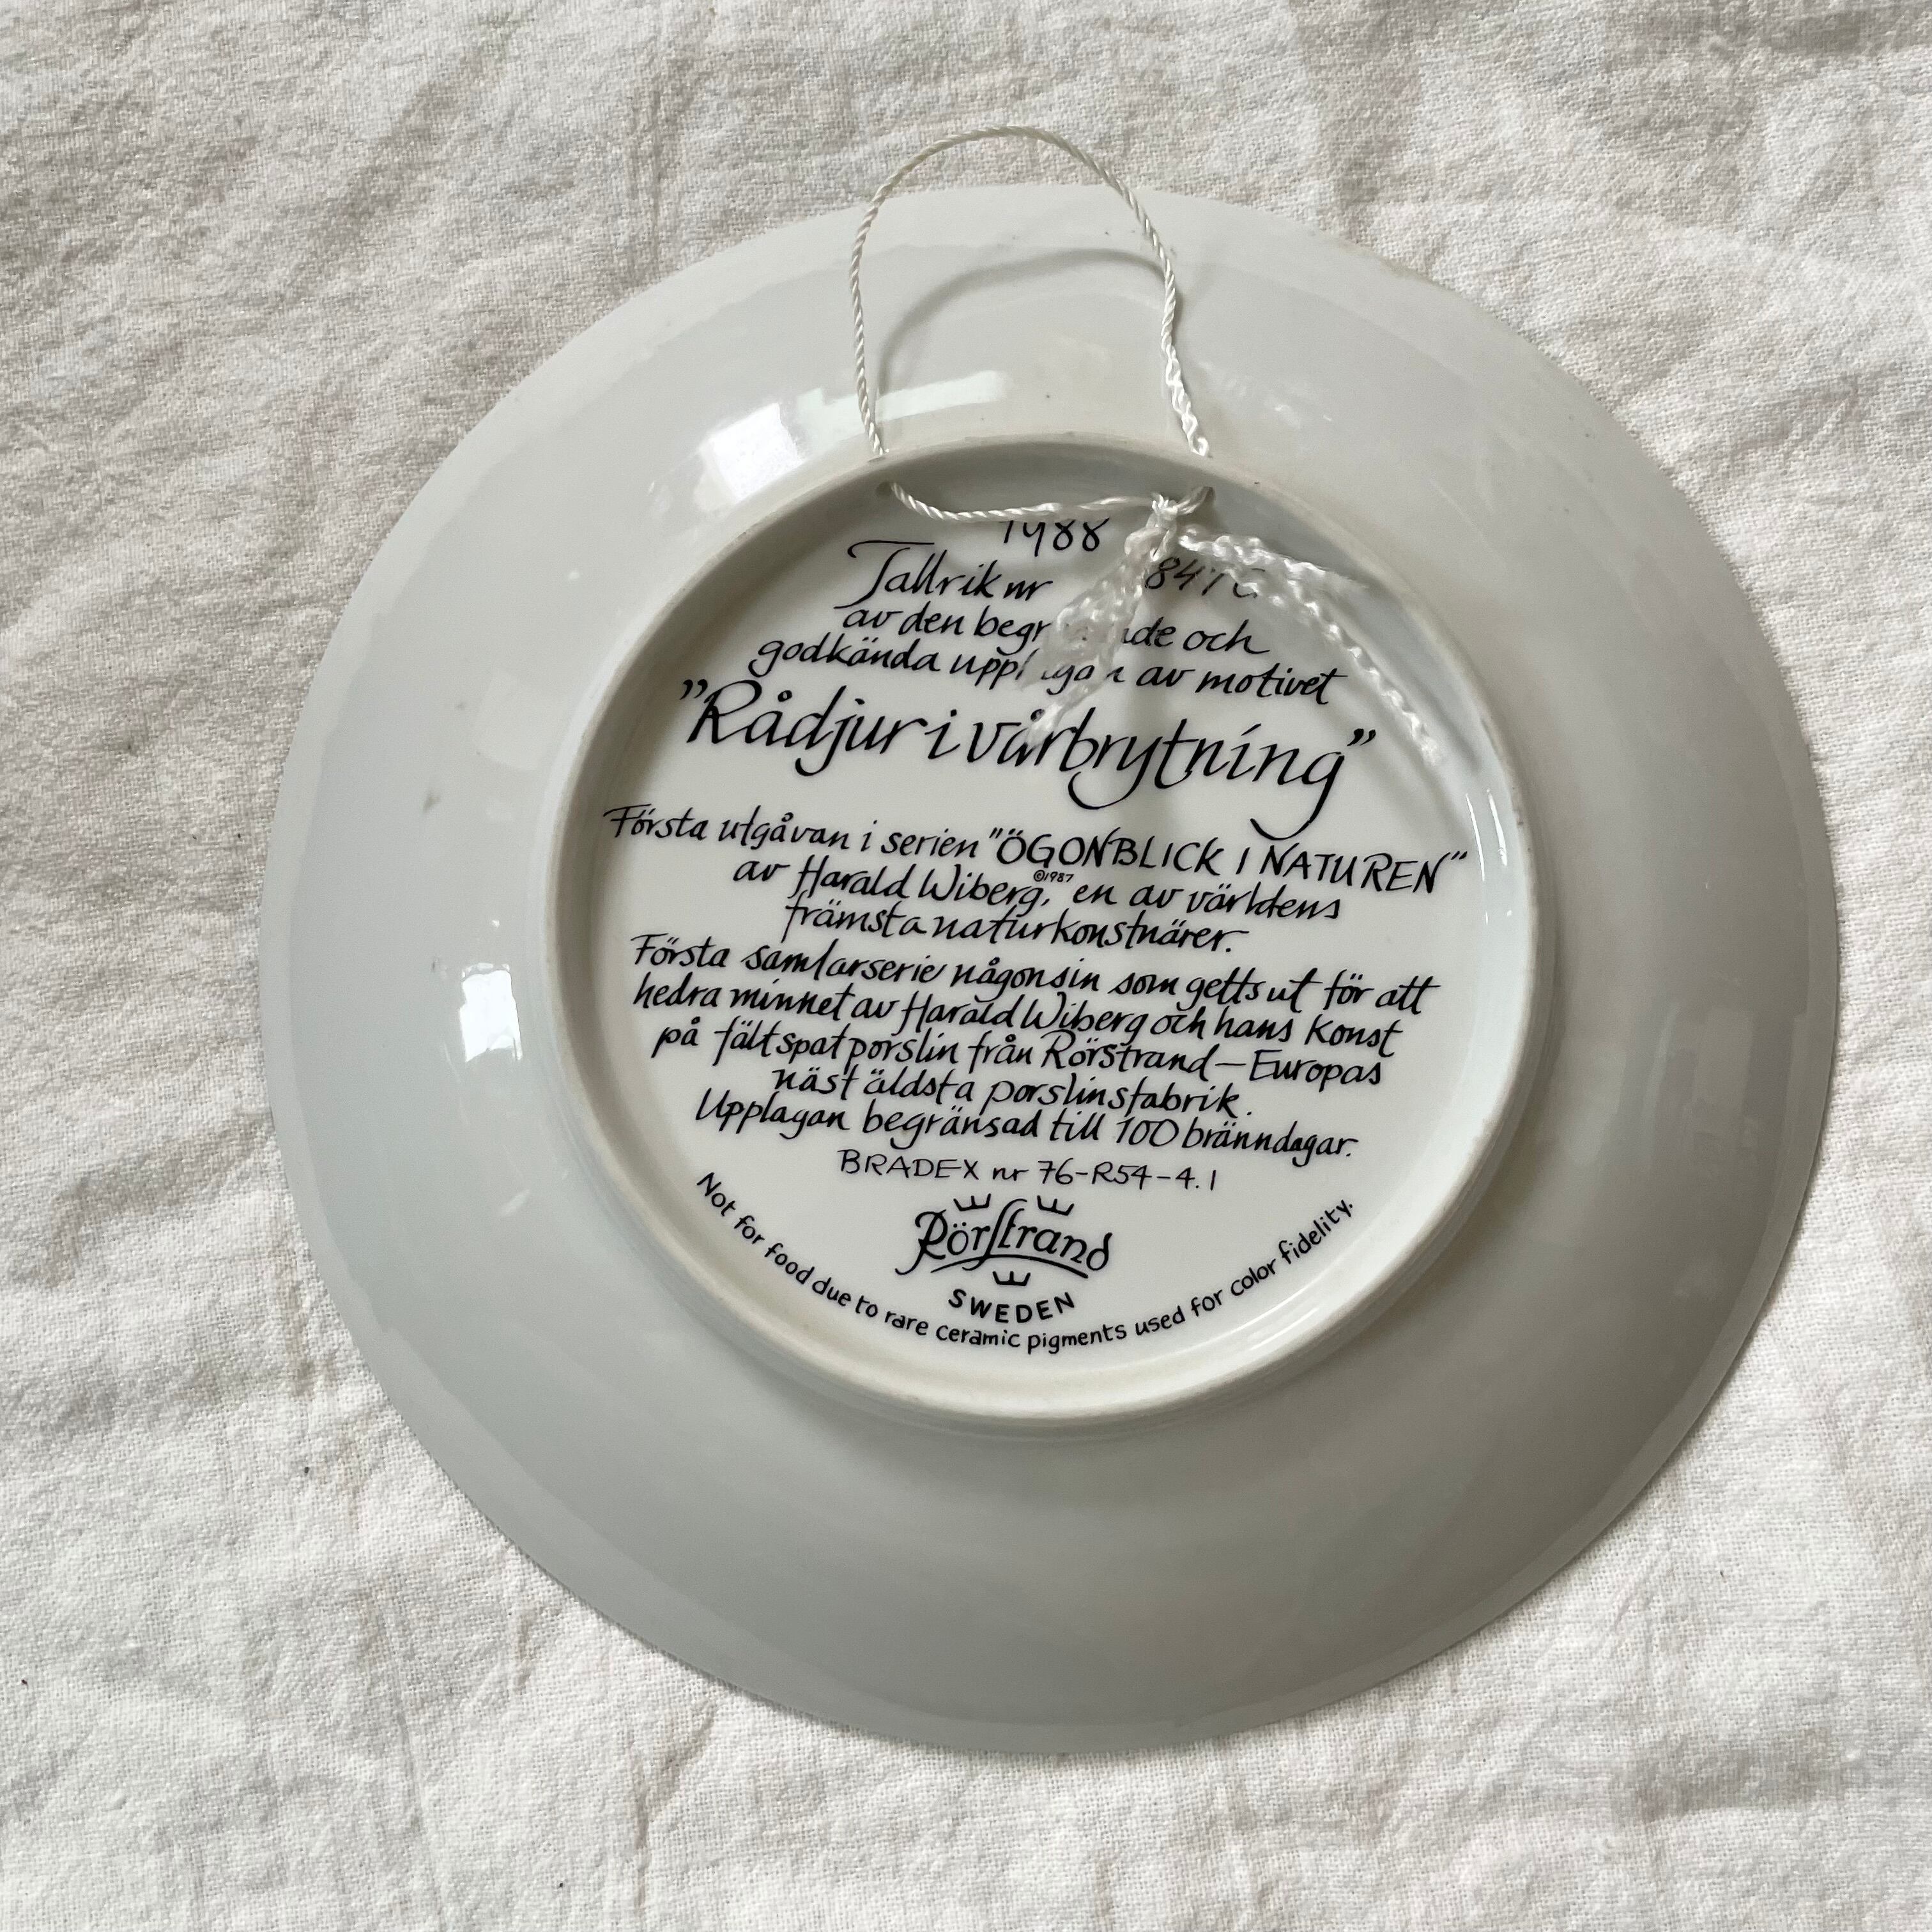 1988
Tallrik nr
av den och
godkända av motivet
"Rådjur i vårbrytning"
Första utgåvan i serien "ÖGONBLICK I NATUREN"
av Harald Wiberg, ©1987 en av världens
främsta naturkonstnärer.
Första samlarserie någonsin som getts ut för att
hedra minnet av Harald Wiberg och hans konst
på fältspatporslin från Rörstrand – Europas
näst äldsta porslinsfabrik.
Upplagan begränsad till 100 bränndagar.
BRADEX nr 76-R54-4.1
Rörstrand
SWEDEN
Not for food due to rare ceramic pigments used for color fidelity.